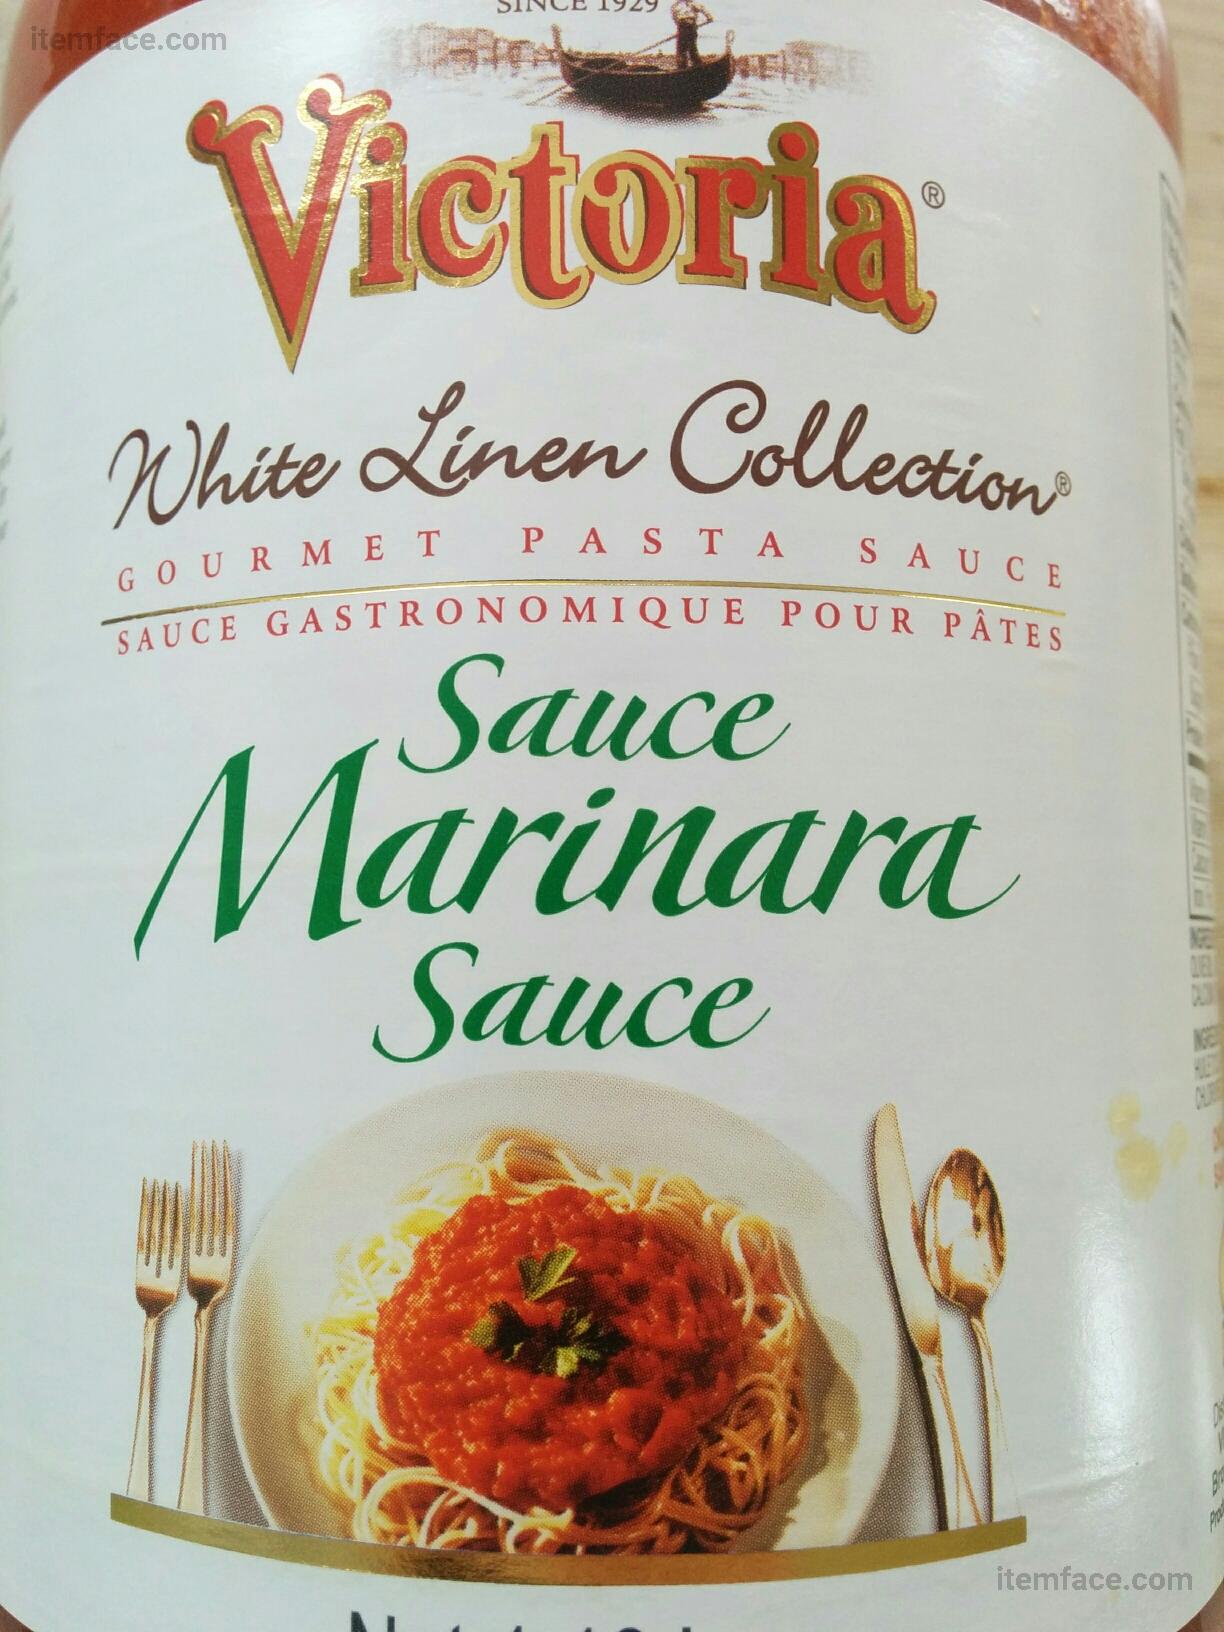 itemface.com
SINCE 1929
Victoria®
White Linen Collection®
GOURMET PASTA SAUCE
SAUCE GASTRONOMIQUE POUR PÂTES
Sauce
Marinara
Sauce
itemface.com